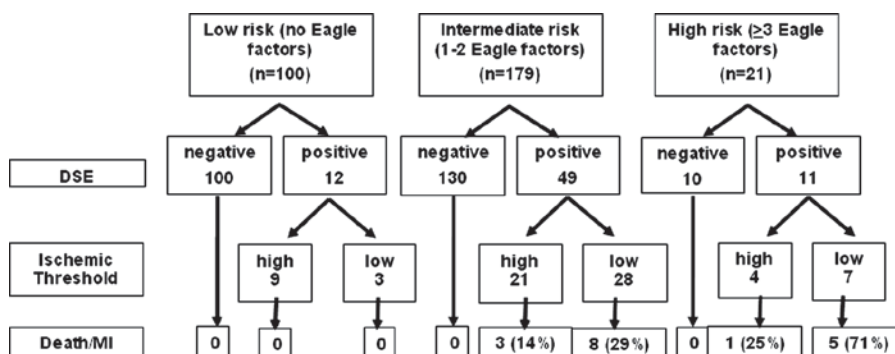 Low risk (no Eagle
factors)
(n=100)
Intermediate risk
(1-2 Eagle factors)
(n=179)
High risk (≥3 Eagle
factors)
(n=21)
DSE
negative
100
positive
12
negative
130
positive
49
negative
10
positive
11
Ischemic
Threshold
high
9
low
3
high
21
low
28
high
4
low
7
Death/MI
0
0
0
0
3 (14%)
8 (29%)
0
1 (25%)
5 (71%)